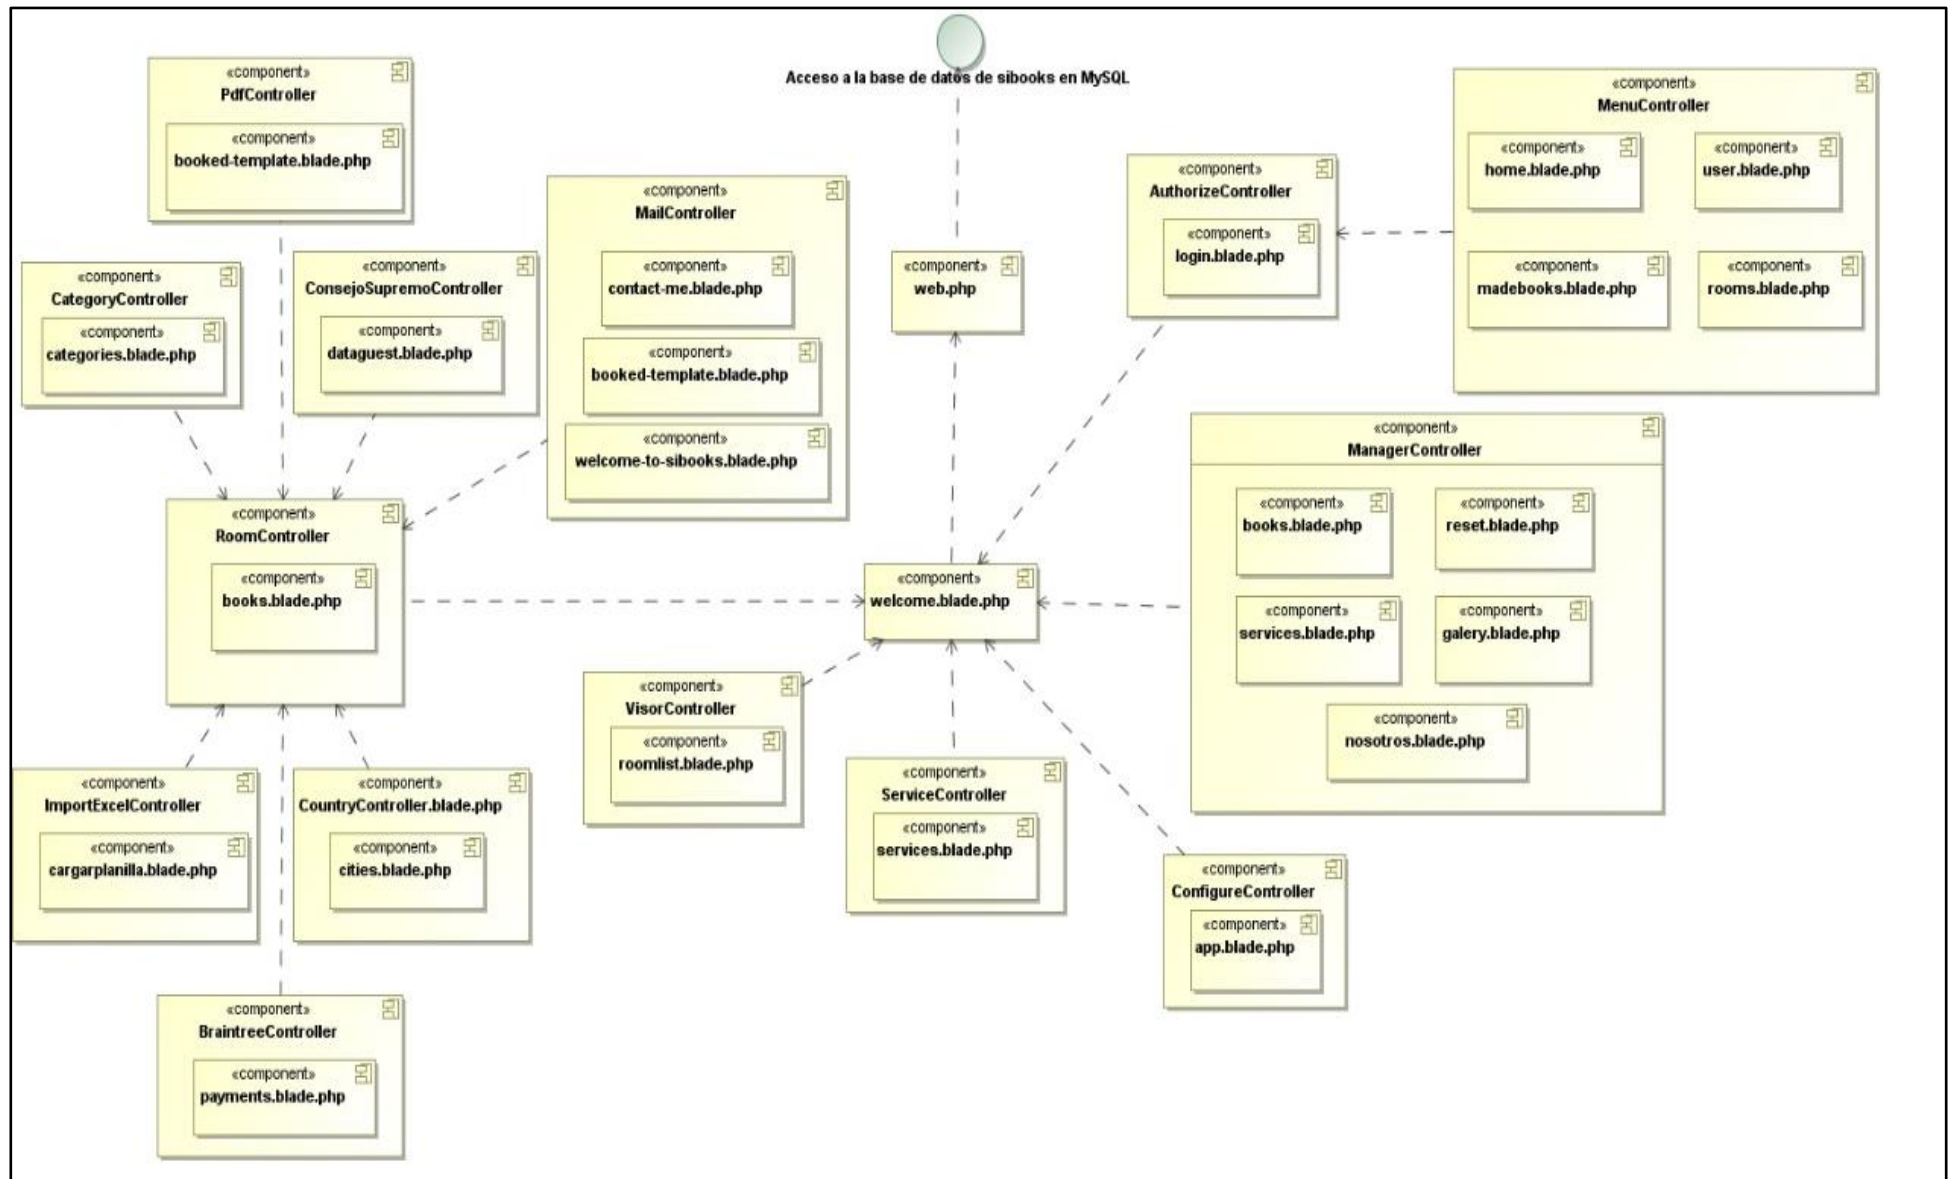 Acceso a la base de datos de sibooks en MySQL
«component»
PdfController
«component»
booked-template.blade.php
«component»
CategoryController
«component»
categories.blade.php
«component»
ConsejoSupremoController
«component»
dataguest.blade.php
«component»
MailController
«component»
contact-me.blade.php
«component»
booked-template.blade.php
«component»
welcome-to-sibooks.blade.php
«component»
web.php
«component»
AuthorizeController
«component»
login.blade.php
«component»
MenuController
«component»
home.blade.php
«component»
user.blade.php
«component»
madebooks.blade.php
«component»
rooms.blade.php
«component»
RoomController
«component»
books.blade.php
«component»
welcome.blade.php
«component»
ManagerController
«component»
books.blade.php
«component»
reset.blade.php
«component»
services.blade.php
«component»
galery.blade.php
«component»
nosotros.blade.php
«component»
VisorController
«component»
roomlist.blade.php
«component»
ServiceController
«component»
services.blade.php
«component»
ConfigureController
«component»
app.blade.php
«component»
ImportExcelController
«component»
cargarplanilla.blade.php
«component»
CountryController.blade.php
«component»
cities.blade.php
«component»
BraintreeController
«component»
payments.blade.php